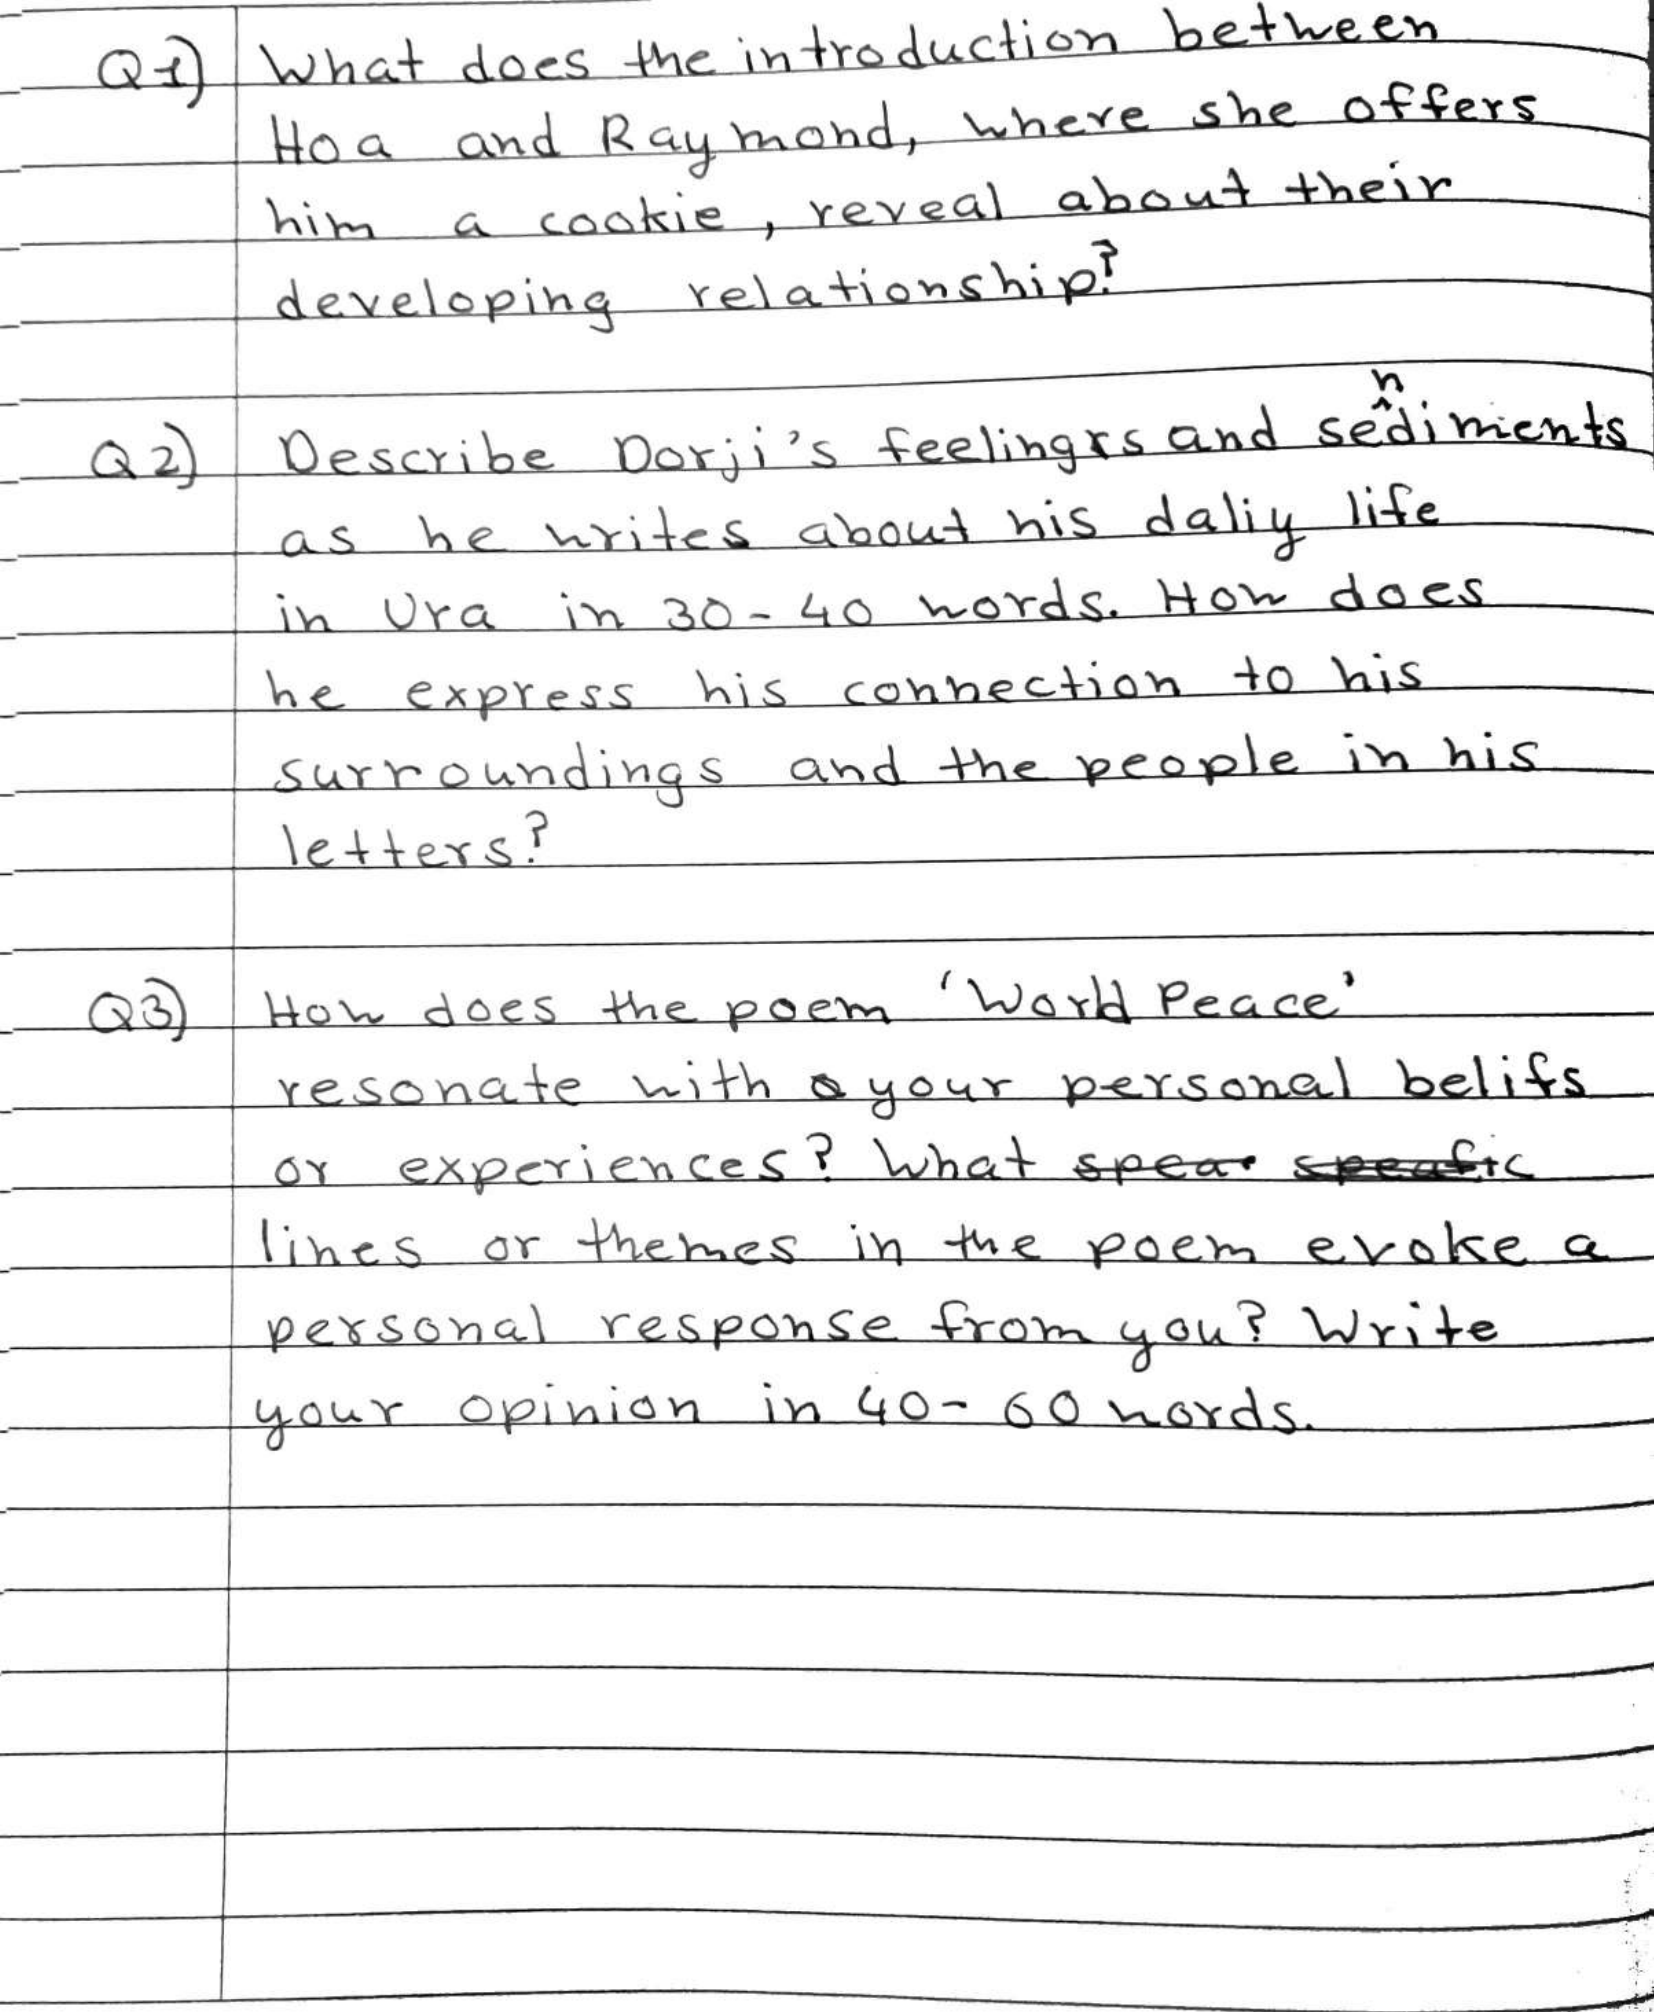 Q1) What does the introduction between
Hoa and Raymond, where she offers
him a cookie, reveal about their
developing relationship?
Q2) Describe Dorji's feelings and sendiments
as he writes about his daliy life
in Ura in 30-40 words. How does
he express his connection to his
surroundings and the people in his
letters?
Q3) How does the poem 'World Peace'
resonate with your personal belifs
or experiences? What
lines or themes in the poem evoke a
personal response from you? Write
your opinion in 40-60 words.